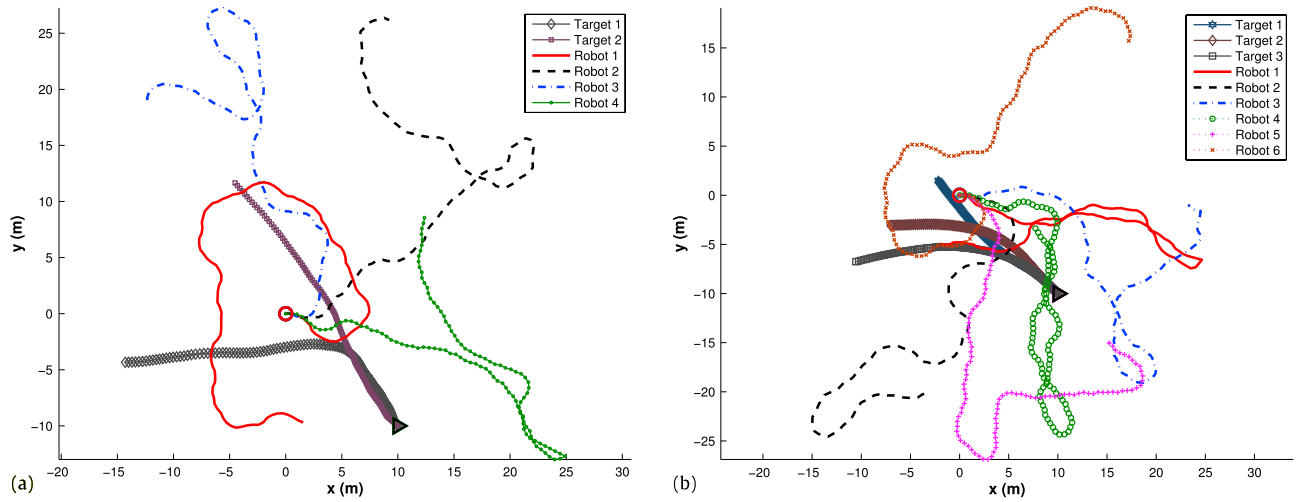 25
20
15
10
5
0
−5
−10
−20 −15 −10 −5 0 5 10 15 20 25 30
y (m)
x (m)
Target 1
Target 2
Robot 1
Robot 2
Robot 3
Robot 4
(a)
15
10
5
0
−5
−10
−15
−20
−25
−20 −15 −10 −5 0 5 10 15 20 25 30
y (m)
x (m)
Target 1
Target 2
Target 3
Robot 1
Robot 2
Robot 3
Robot 4
Robot 5
Robot 6
(b)